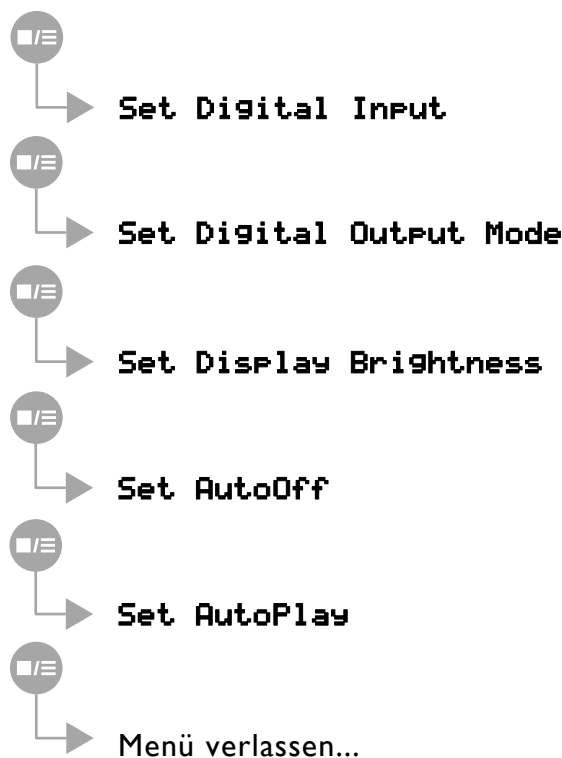 Set Digital Input
Set Digital Output Mode
Set Display Brightness
Set AutoOff
Set AutoPlay
Menü verlassen...